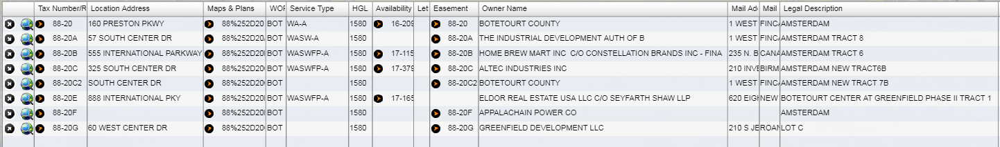 Tax Number/R Location Address Maps & Plans WOF Service Type HGL Availability Let Easement Owner Name Mail Add Mail Legal Description
88-20 160 PRESTON PKWY 88%252D20 BOT WA-A 1580 16-209 88-20 BOTETOURT COUNTY 1 WEST FINCA AMSTERDAM
88-20A 57 SOUTH CENTER DR 88%252D20 BOT WASW-A 1580 88-20A THE INDUSTRIAL DEVELOPMENT AUTH OF B 1 WEST FINCA AMSTERDAM TRACT 8
88-20B 555 INTERNATIONAL PARKWAY 88%252D20 BOT WASWFP-A 1580 17-115 88-20B HOME BREW MART INC C/O CONSTELLATION BRANDS INC - FINA 235 N. B CANA AMSTERDAM TRACT 6
88-20C 325 SOUTH CENTER DR 88%252D20 BOT WASWFP-A 1580 17-379 88-20C ALTEC INDUSTRIES INC 210 INVE BIRM AMSTERDAM NEW TRACT6B
88-20C2 SOUTH CENTER DR 88%252D20 BOT 1580 88-20C2 BOTETOURT COUNTY 1 WEST FINCA AMSTERDAM NEW TRACT 7B
88-20E 888 INTERNATIONAL PKY 88%252D20 BOT WASWFP-A 1580 17-165 ELDOR REAL ESTATE USA LLC C/O SEYFARTH SHAW LLP 620 EIGH NEW BOTETOURT CENTER AT GREENFIELD PHASE II TRACT 1
88-20F 88%252D20 BOT 1580 88-20F APPALACHAIN POWER CO AMSTERDAM
88-20G 60 WEST CENTER DR 88%252D20 BOT 1580 88-20G GREENFIELD DEVELOPMENT LLC 210 S JE ROAN LOT C